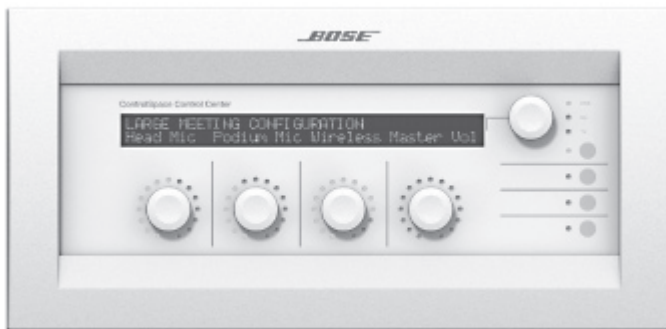 BOSE
ControlSpace Control Center
LARGE MEETING CONFIGURATION
Head Mic Podium Mic Wireless Master Vol